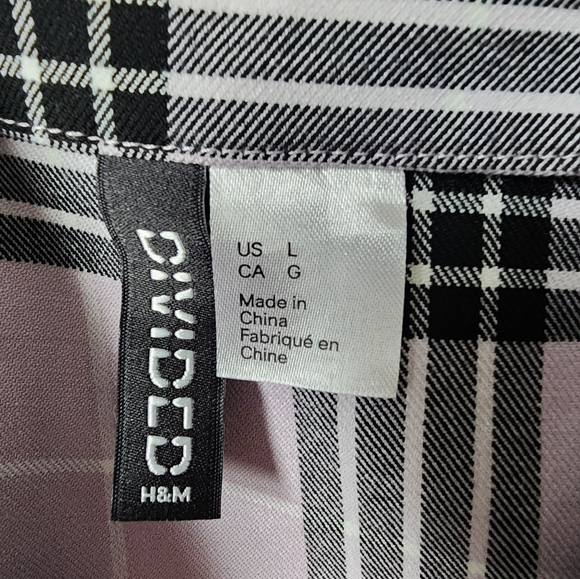 DIVIDED
H&M
US L
CA G
Made in
China
Fabriqué en
Chine